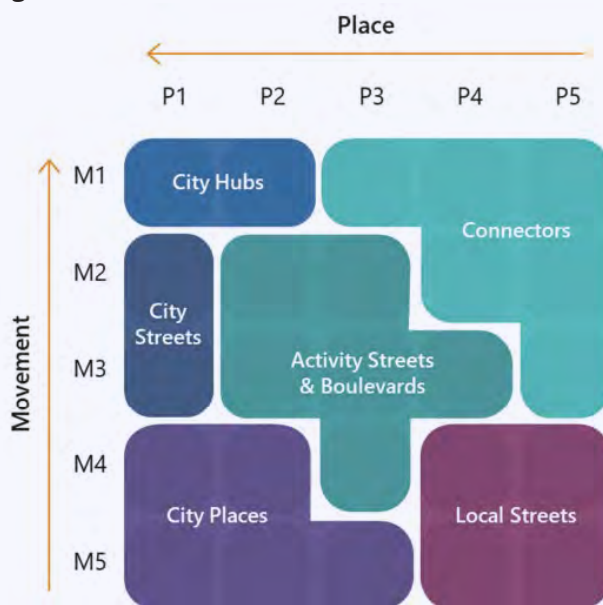 Place
P1 P2 P3 P4 P5
M1
City Hubs
Connectors
M2
City
Streets
Movement
M3
Activity Streets
& Boulevards
M4
City Places
Local Streets
M5